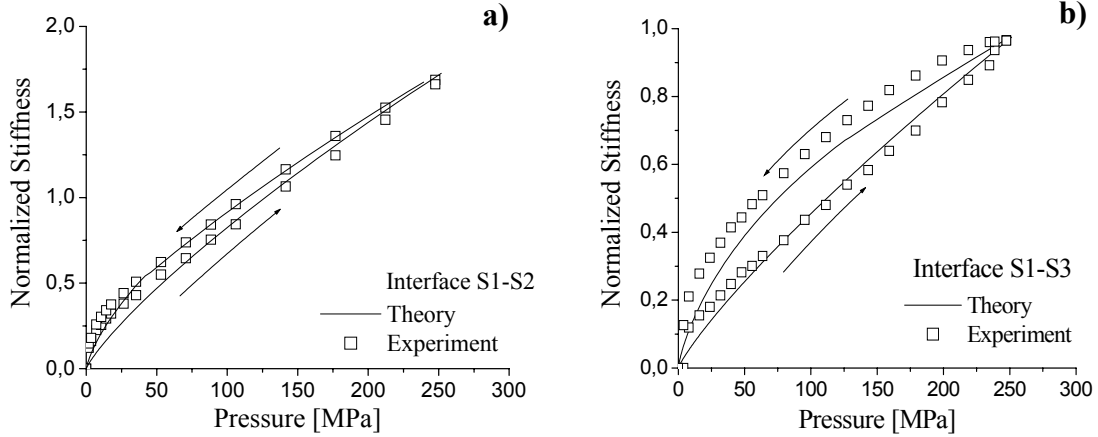 a)
Normalized Stiffness
2,0
1,5
1,0
0,5
0,0
Interface S1-S2
Theory
Experiment
0 50 100 150 200 250 300
Pressure [MPa]
b)
Normalized Stiffness
1,0
0,8
0,6
0,4
0,2
0,0
Interface S1-S3
Theory
Experiment
0 50 100 150 200 250 300
Pressure [MPa]